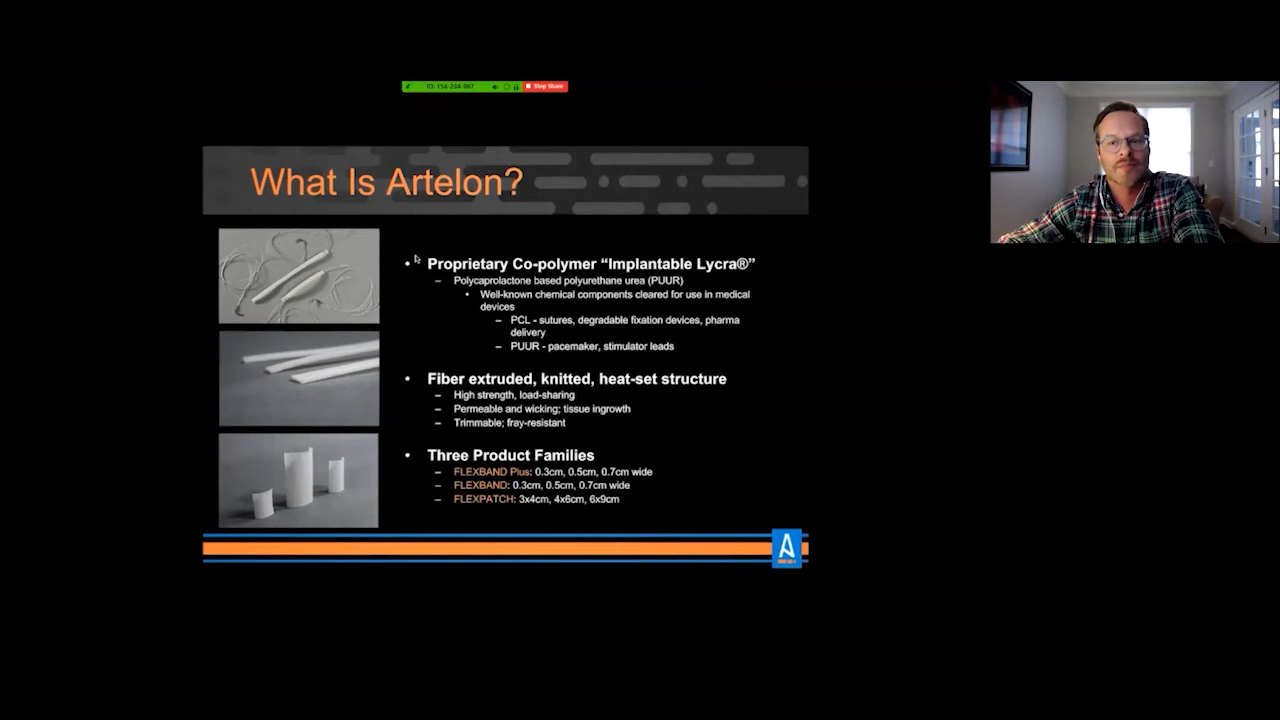 ID: 154-264-087
Stop Share
What Is Artelon?
• Proprietary Co-polymer “Implantable Lycra®”
– Polycaprolactone based polyurethane urea (PUUR)
• Well-known chemical components cleared for use in medical
devices
– PCL - sutures, degradable fixation devices, pharma
delivery
– PUUR - pacemaker, stimulator leads
• Fiber extruded, knitted, heat-set structure
– High strength, load-sharing
– Permeable and wicking; tissue ingrowth
– Trimmable; fray-resistant
• Three Product Families
– FLEXBAND Plus: 0.3cm, 0.5cm, 0.7cm wide
– FLEXBAND: 0.3cm, 0.5cm, 0.7cm wide
– FLEXPATCH: 3x4cm, 4x6cm, 6x9cm